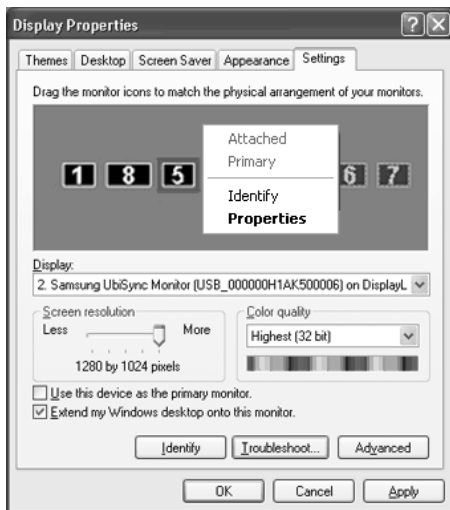 Display Properties
Themes Desktop Screen Saver Appearance Settings
Drag the monitor icons to match the physical arrangement of your monitors.
Attached
Primary
1 8 5 6 7
Identify
Properties
Display:
2. Samsung UbiSync Monitor (USB_000000H1AK500006) on DisplayL
Screen resolution
Less More
1280 by 1024 pixels
Color quality
Highest (32 bit)
Use this device as the primary monitor.
Extend my Windows desktop onto this monitor.
Identify Troubleshoot... Advanced
OK Cancel Apply